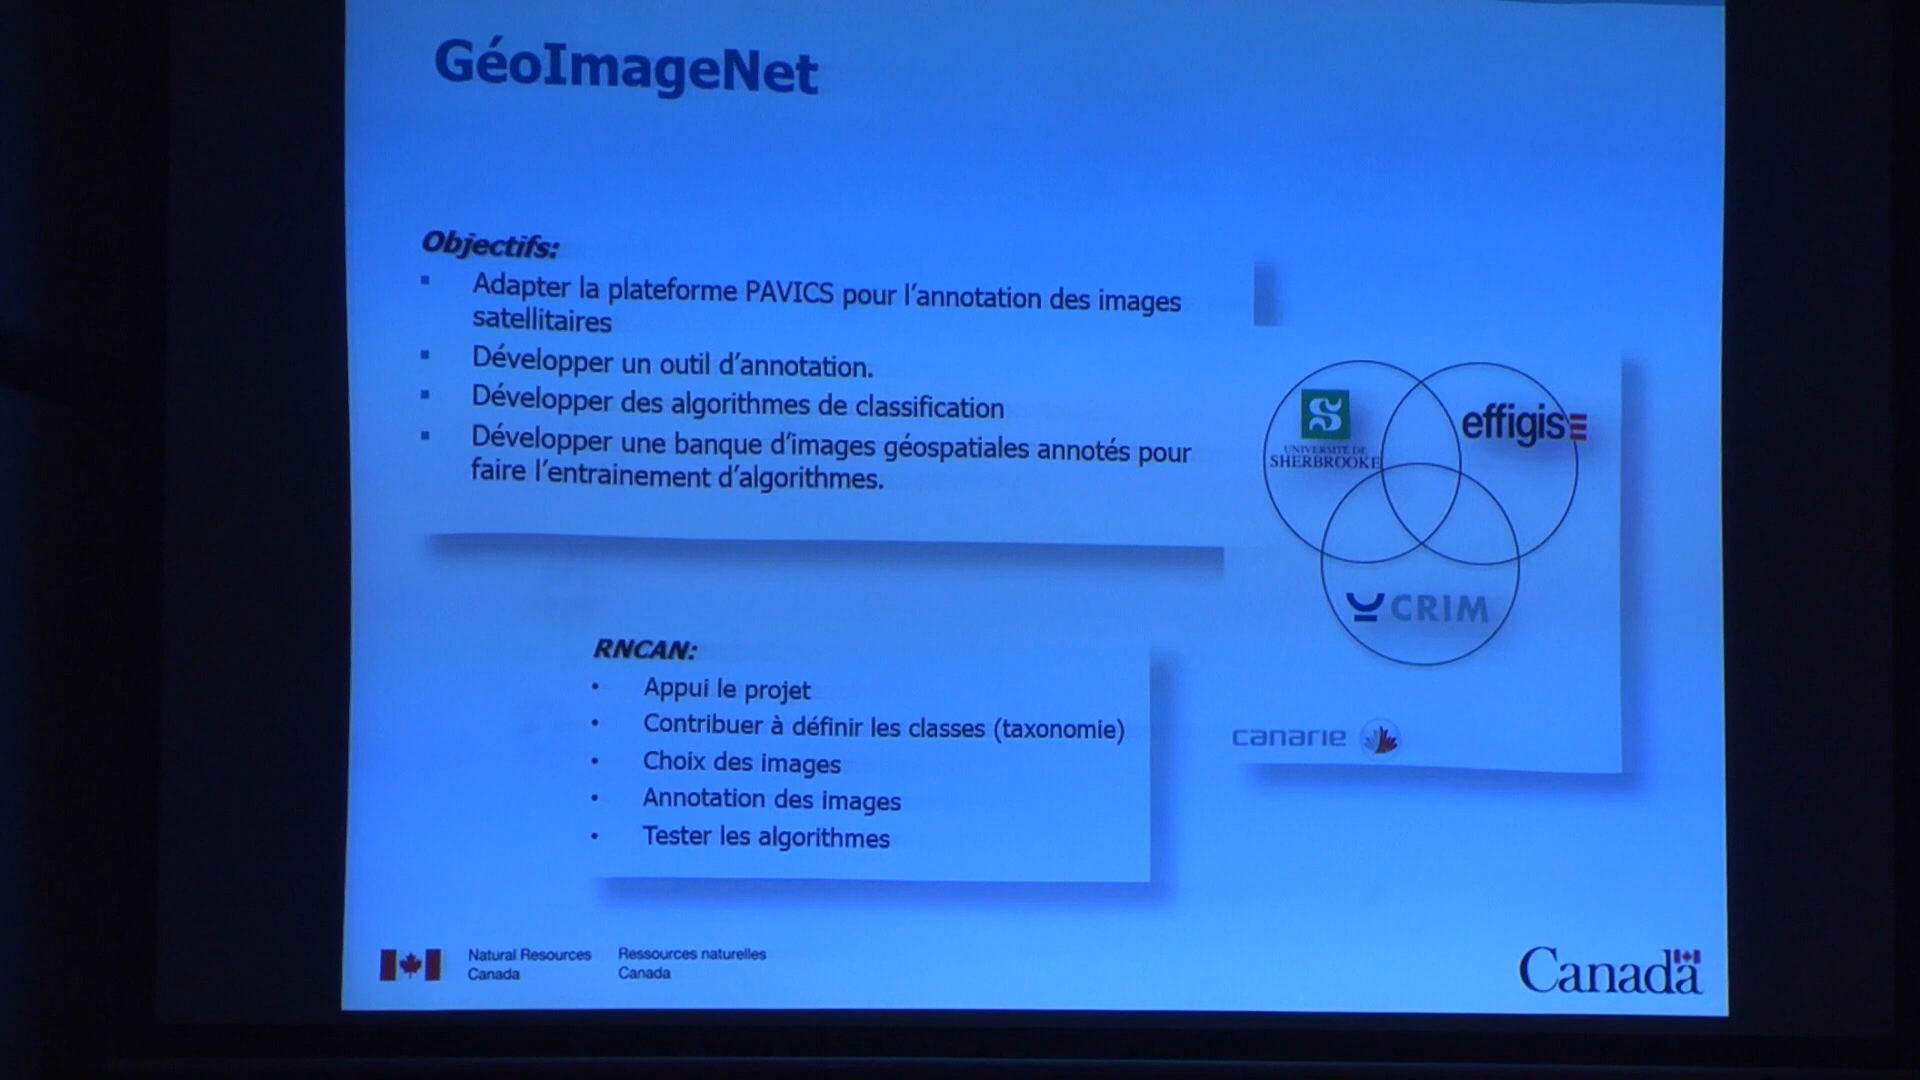 GéoImageNet
Objectifs:
Adapter la plateforme PAVICS pour l'annotation des images
satellitaires
Développer un outil d'annotation.
Développer des algorithmes de classification
Développer une banque d'images géospatiales annotés pour
faire l'entrainement d'algorithmes.
UNIVERSITÉ DE
SHERBROOKE
effigis
CRIM
canarie
RNCAN:
Appui le projet
Contribuer à définir les classes (taxonomie)
Choix des images
Annotation des images
Tester les algorithmes
Natural Resources
Canada
Ressources naturelles
Canada
Canada